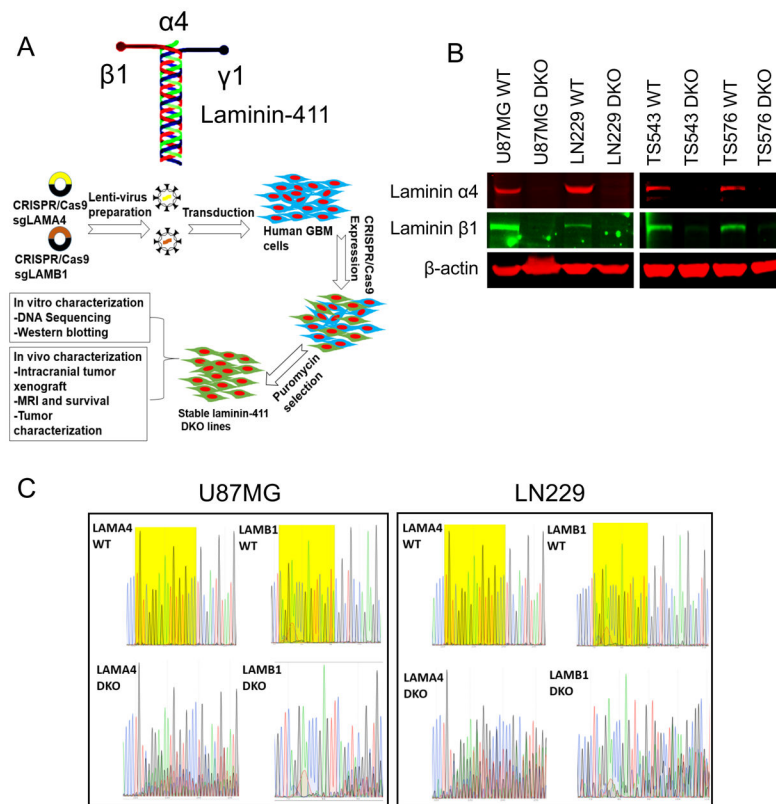 A
α4
β1
γ1
Laminin-411
CRISPR/Cas9
sgLAMA4
CRISPR/Cas9
sgLAMB1
Lenti-virus
preparation
Transduction
Human GBM
cells
CRISPR/Cas9
Expression
Puromycin
selection
Stable laminin-411
DKO lines
In vitro characterization
-DNA Sequencing
-Western blotting
In vivo characterization
-Intracranial tumor
xenograft
-MRI and survival
-Tumor
characterization
B
U87MG WT
U87MG DKO
LN229 WT
LN229 DKO
TS543 WT
TS543 DKO
TS576 WT
TS576 DKO
Laminin α4
Laminin β1
β-actin
C
U87MG
LAMA4
WT
LAMB1
WT
LAMA4
DKO
LAMB1
DKO
LN229
LAMA4
WT
LAMB1
WT
LAMA4
DKO
LAMB1
DKO